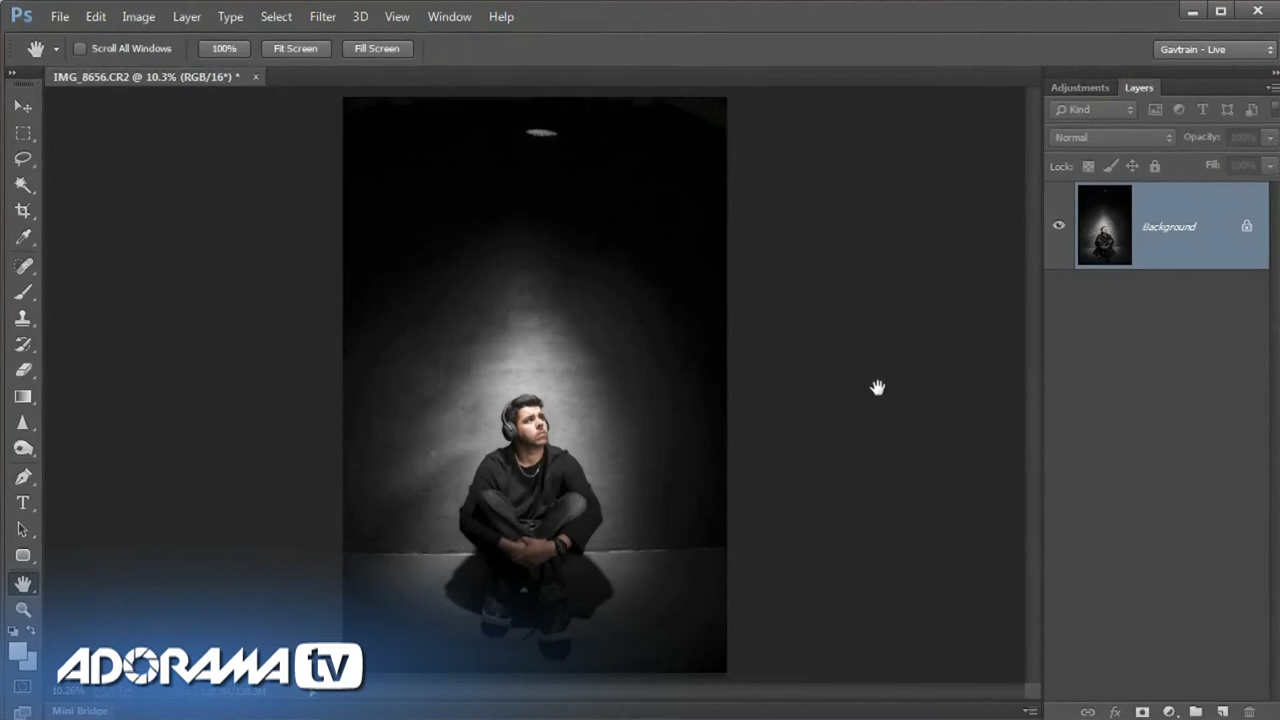 Ps File Edit Image Layer Type Select Filter 3D View Window Help
Scroll All Windows 100% Fit Screen Fill Screen Gavtrain - Live
IMG_8656.CR2 @ 10.3% (RGB/16*) * ×
Adjustments Layers
Kind
Normal Opacity: 100%
Lock: Fill: 100%
Background
ADORAMA tv
10.26%
Mini Bridge